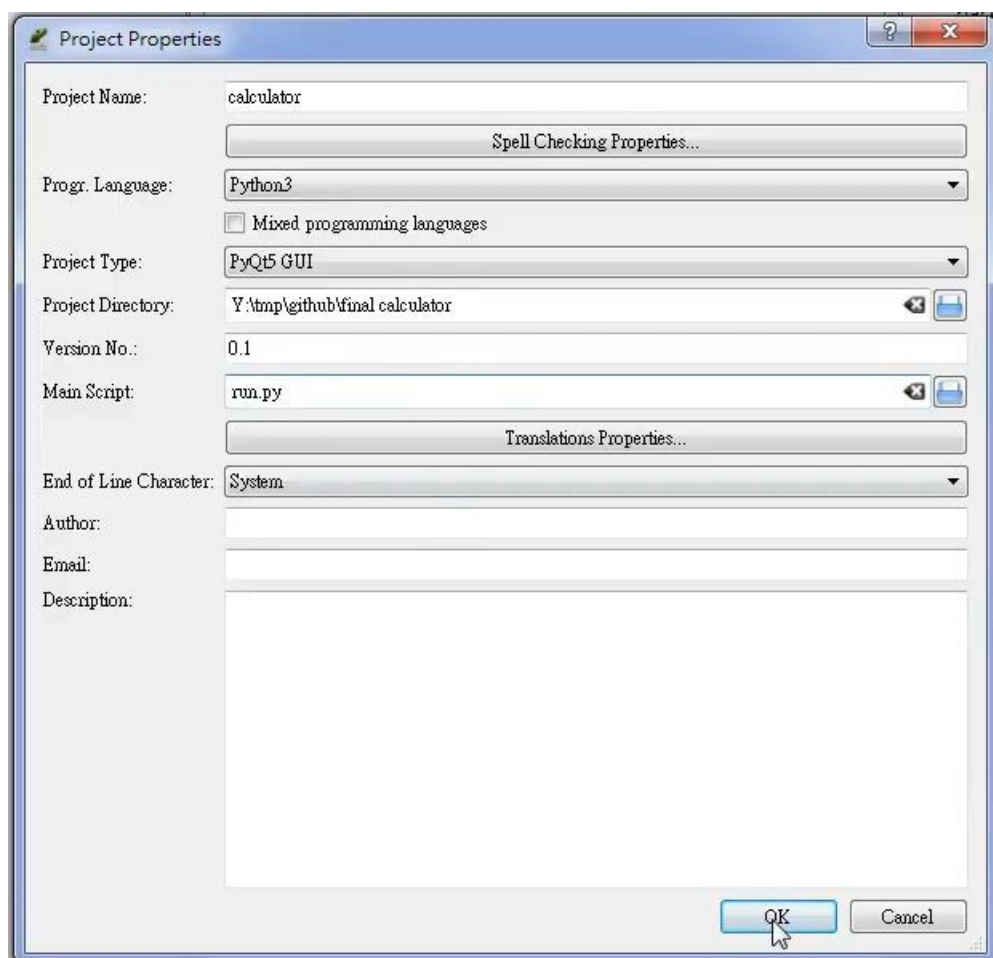 Project Properties
Project Name: calculator
Spell Checking Properties...
Progr. Language: Python3
Mixed programming languages
Project Type: PyQt5 GUI
Project Directory: Y:\tmp\github\final calculator
Version No.: 0.1
Main Script: run.py
Translations Properties...
End of Line Character: System
Author:
Email:
Description:
OK Cancel